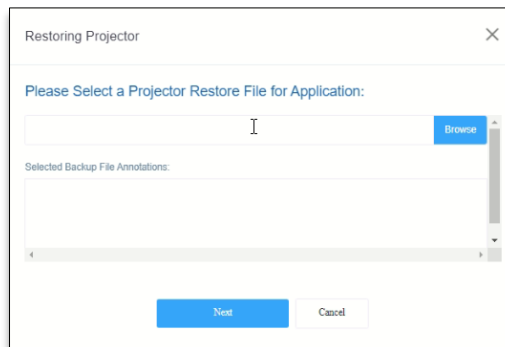 Restoring Projector
Please Select a Projector Restore File for Application:
Browse
Selected Backup File Annotations:
Next
Cancel